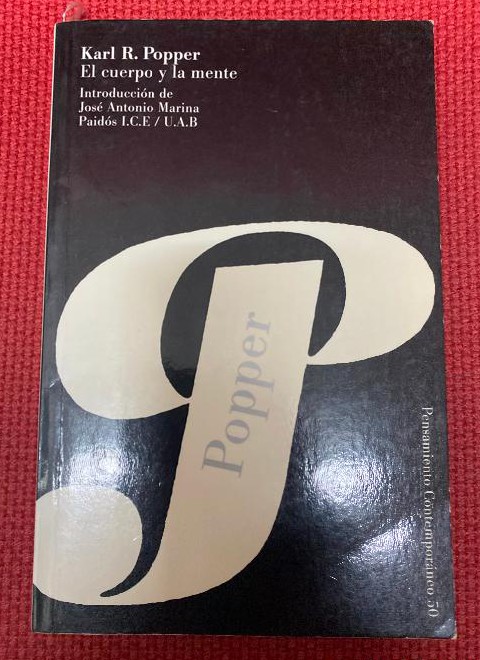 Karl R. Popper
El cuerpo y la mente
Introducción de
José Antonio Marina
Paidós I.C.E / U.A.B
P
Popper
Pensamiento Contemporáneo 50